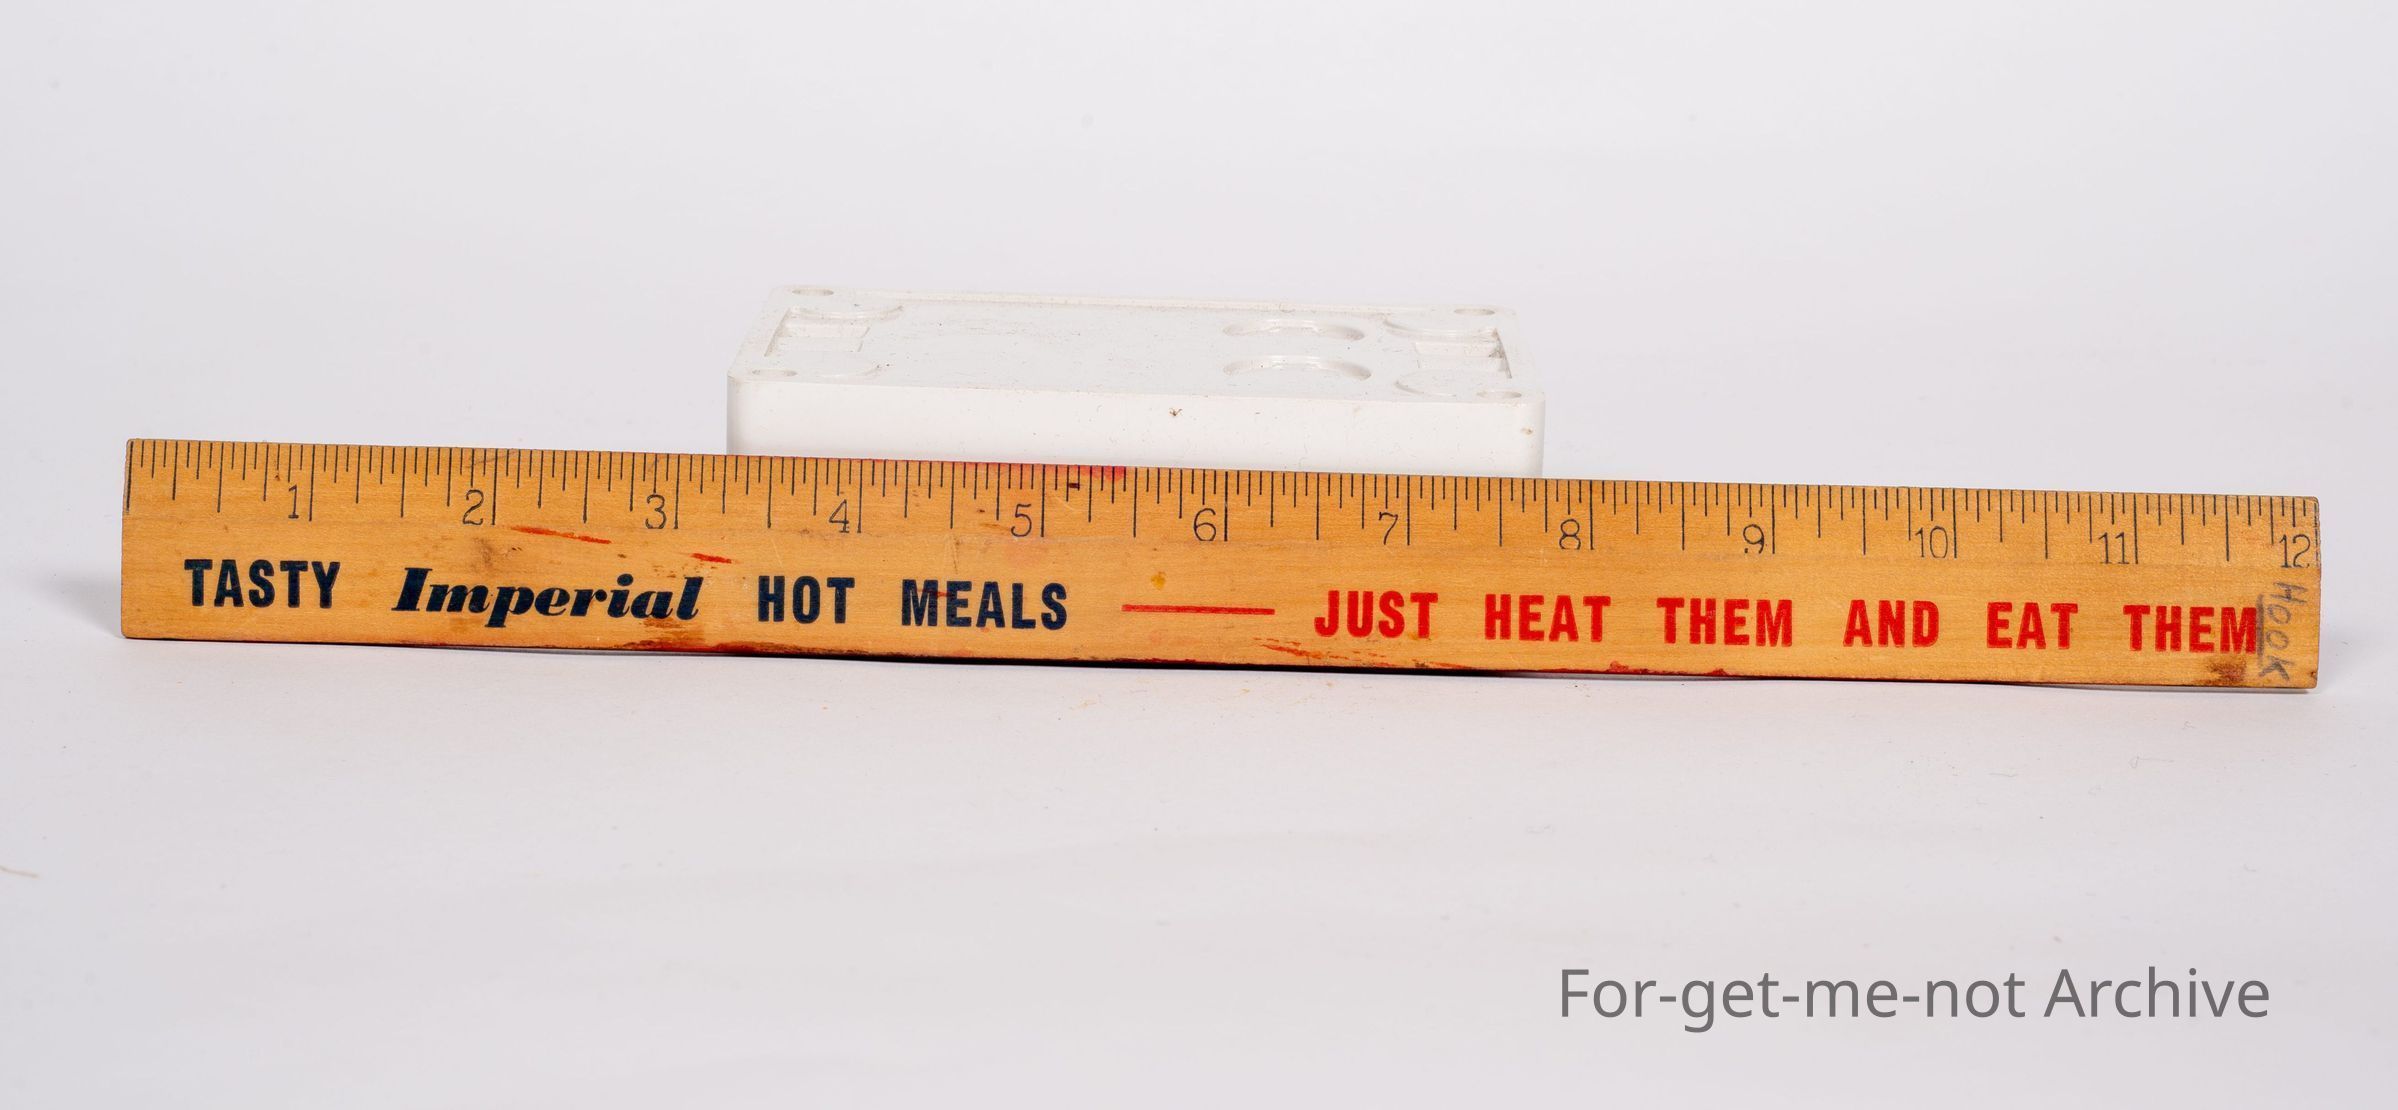 1 2 3 4 5 6 7 8 9 10 11 12
TASTY Imperial HOT MEALS — JUST HEAT THEM AND EAT THEM
HOOK
For-get-me-not Archive